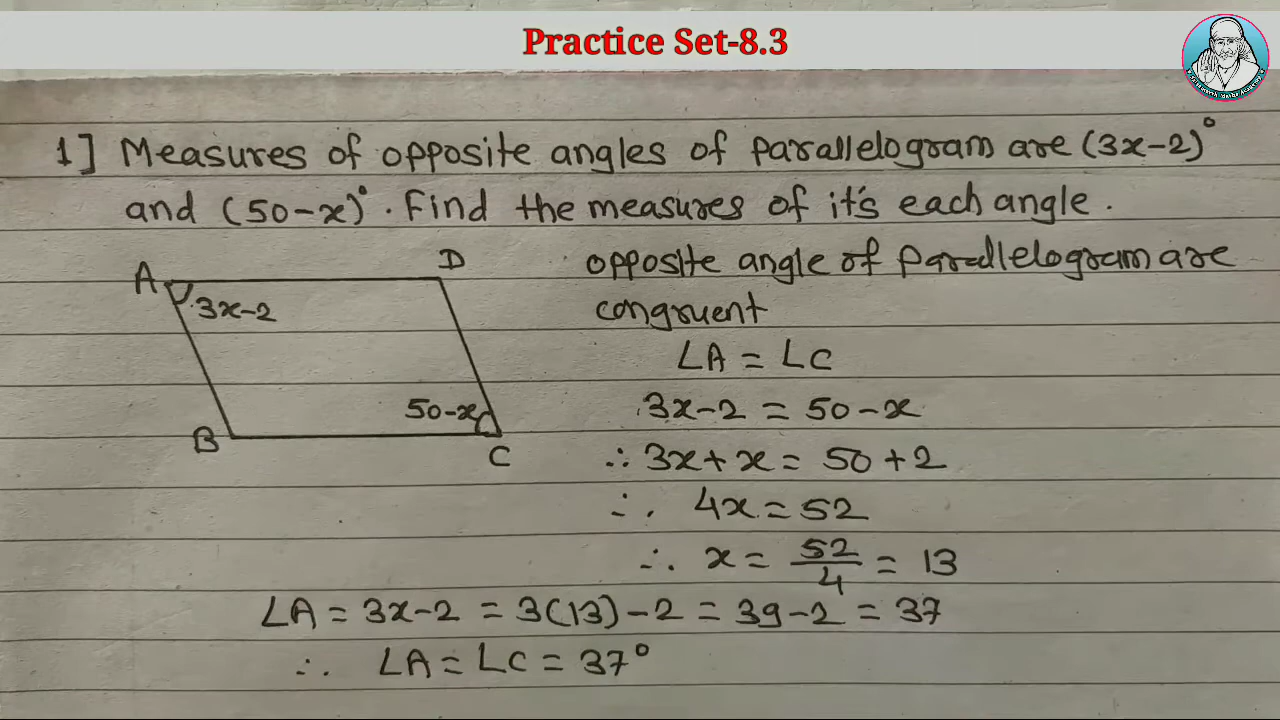 Practice Set-8.3
1] Measures of opposite angles of parallelogram are (3x-2)°
and (50-x)°. Find the measures of it's each angle.
A
D
3x-2
50-x
B
C
opposite angle of parallelogram are
congruent
∠A = ∠C
3x-2 = 50-x
∴ 3x+x = 50+2
∴ 4x = 52
∴ x = 52/4 = 13
∠A = 3x-2 = 3(13)-2 = 39-2 = 37
∴ ∠A = ∠C = 37°